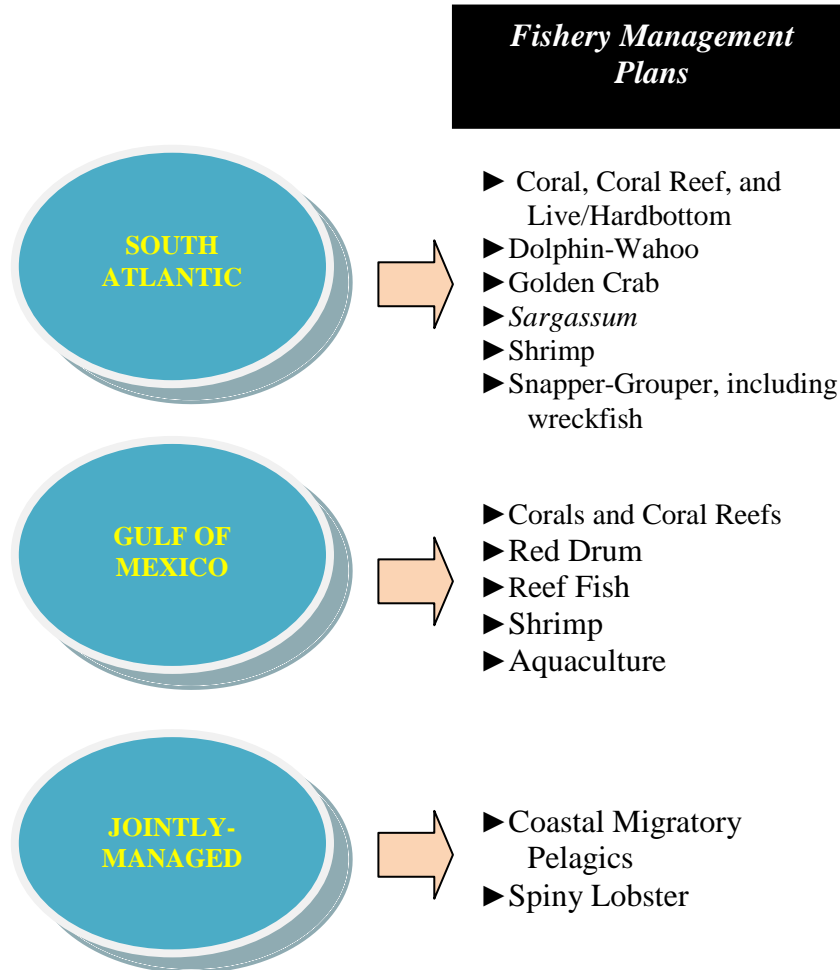 Fishery Management
Plans
SOUTH
ATLANTIC
► Coral, Coral Reef, and
Live/Hardbottom
►Dolphin-Wahoo
►Golden Crab
►Sargassum
►Shrimp
►Snapper-Grouper, including
wreckfish
GULF OF
MEXICO
►Corals and Coral Reefs
►Red Drum
►Reef Fish
►Shrimp
►Aquaculture
JOINTLY-
MANAGED
►Coastal Migratory
Pelagics
►Spiny Lobster